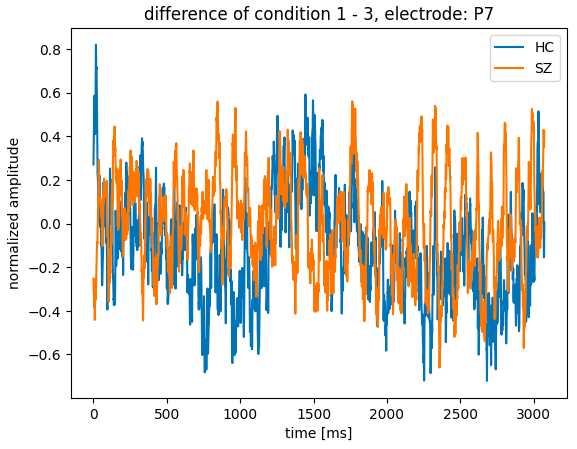 difference of condition 1 - 3, electrode: P7
HC
SZ
normalized amplitude
0.8
0.6
0.4
0.2
0.0
−0.2
−0.4
−0.6
0 500 1000 1500 2000 2500 3000
time [ms]